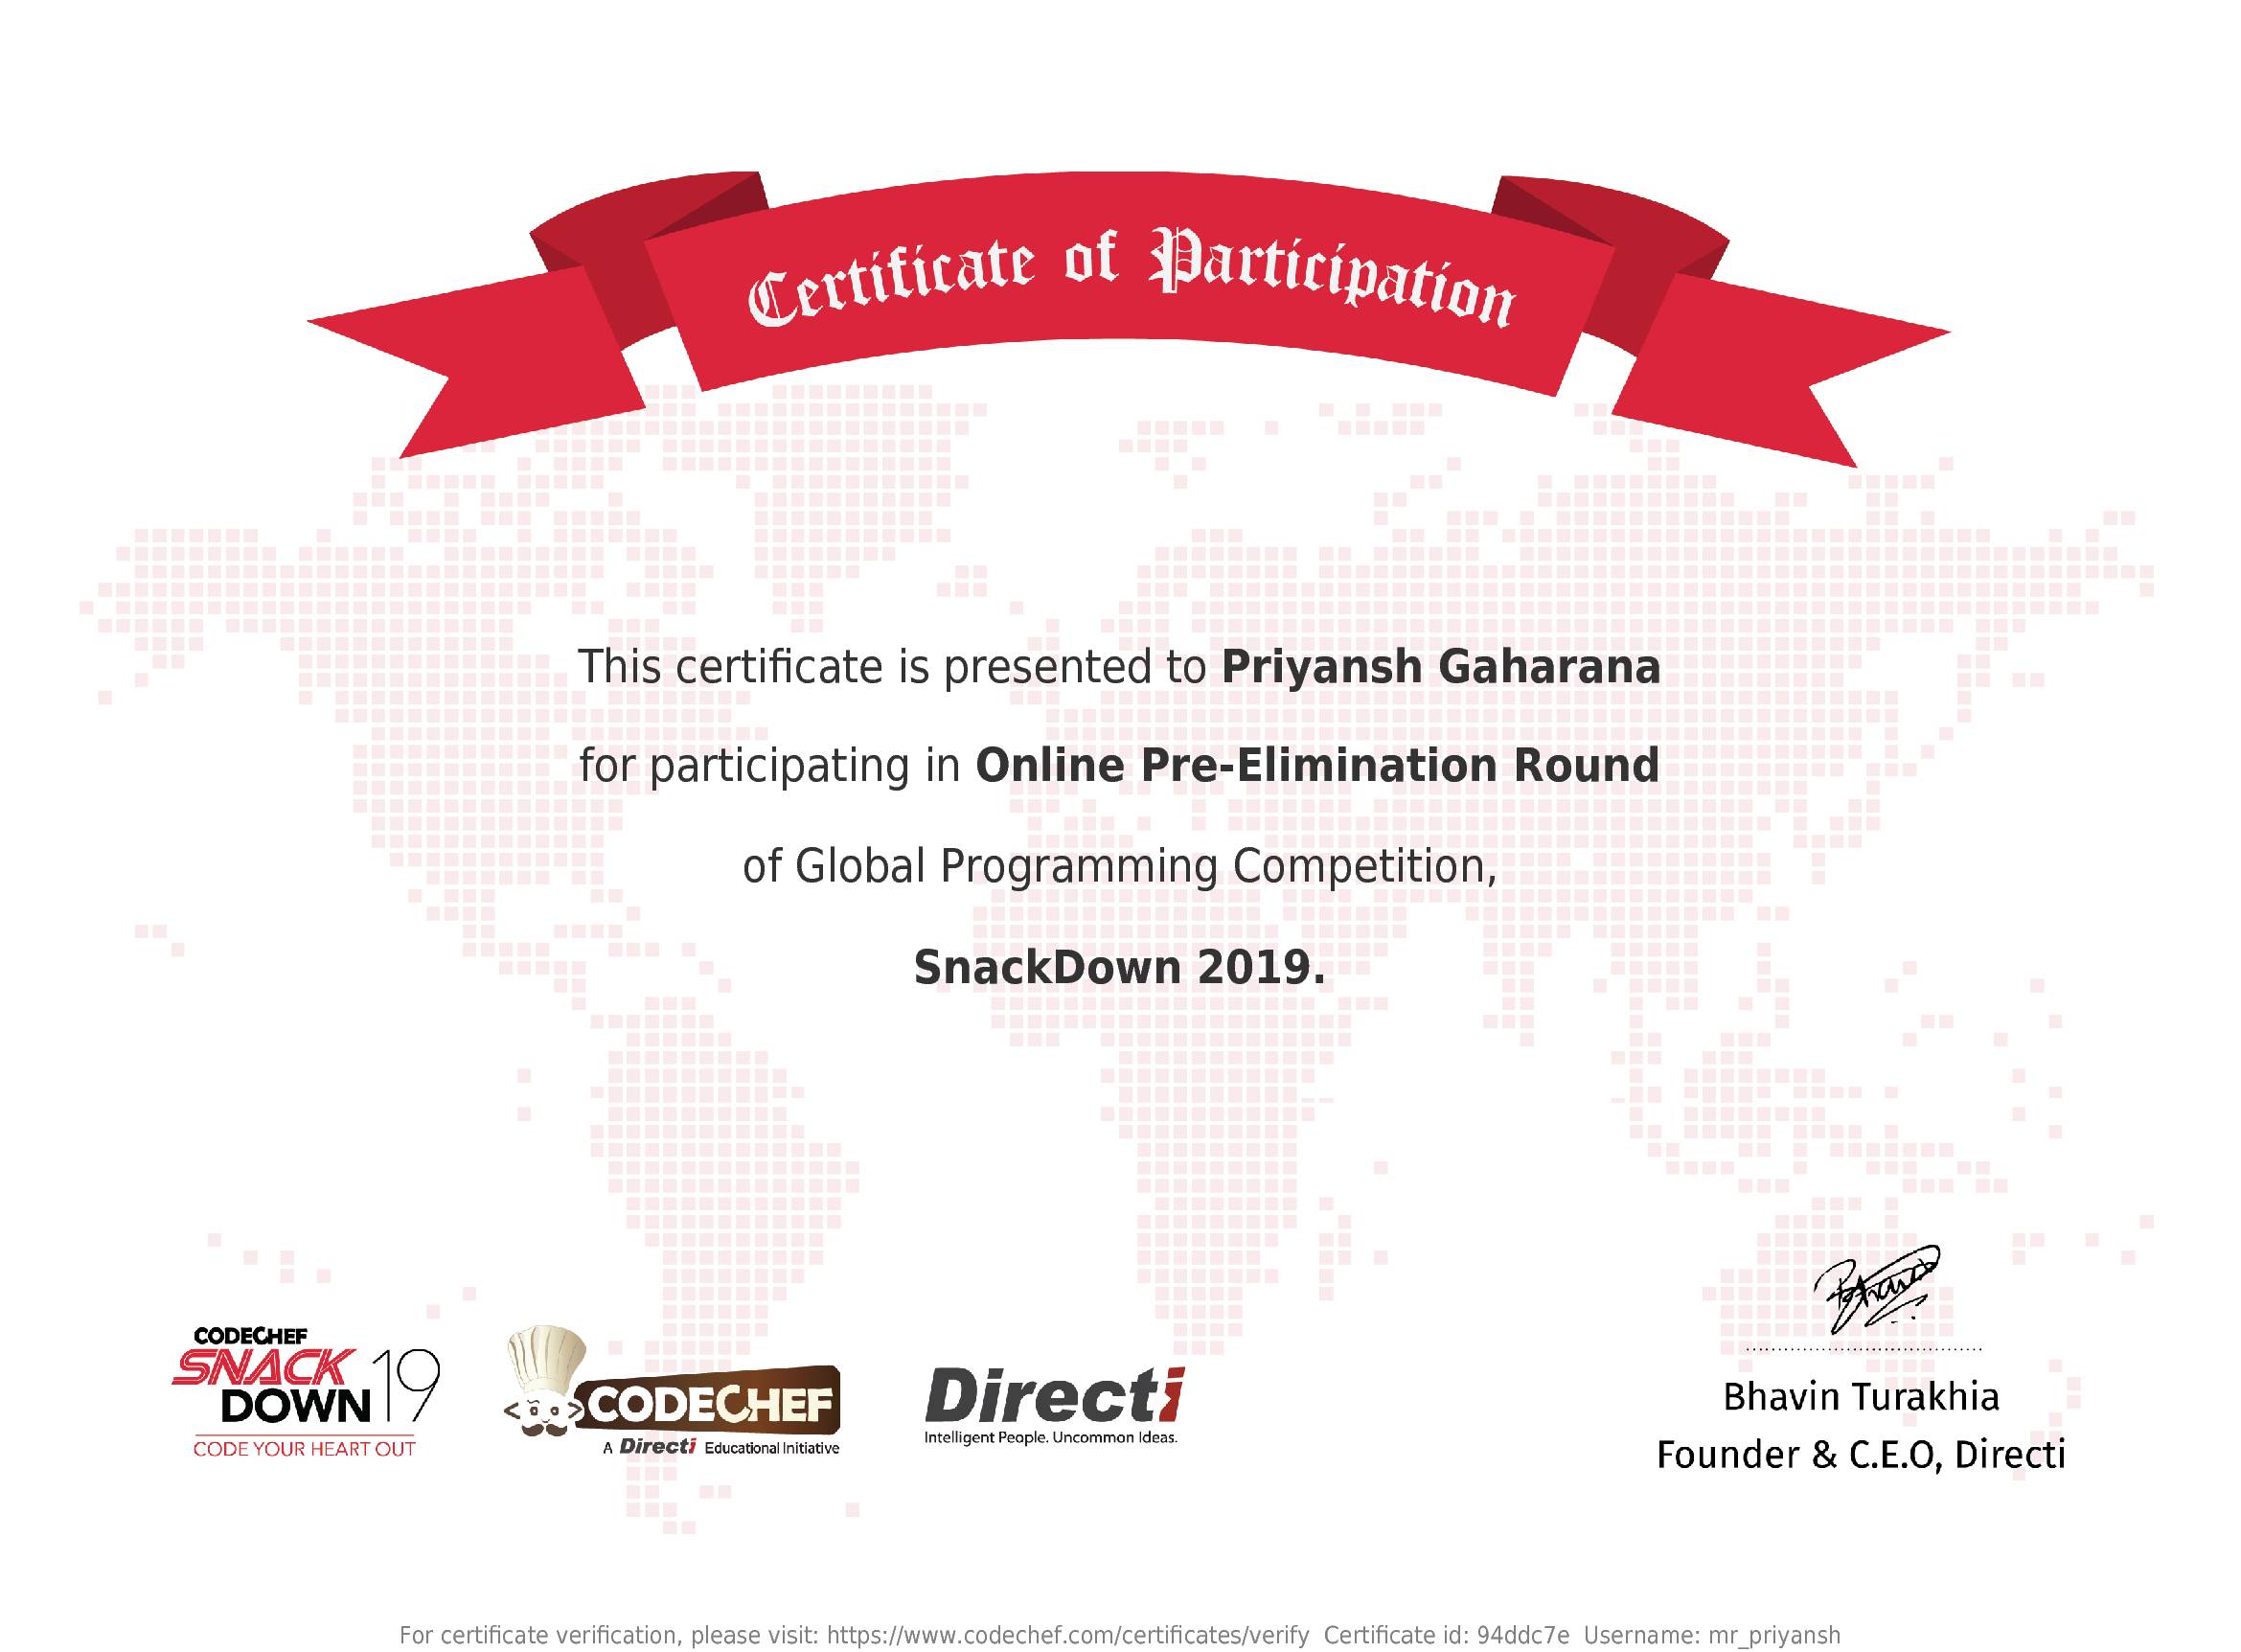 Certificate of Participation
This certificate is presented to Priyansh Gaharana
for participating in Online Pre-Elimination Round
of Global Programming Competition,
SnackDown 2019.
CODECHEF
SNACK
DOWN 19
CODE YOUR HEART OUT
CODECHEF
A Directi Educational Initiative
Directi
Intelligent People. Uncommon Ideas.
Bhavin Turakhia
Founder & C.E.O, Directi
For certificate verification, please visit: https://www.codechef.com/certificates/verify Certificate id: 94ddc7e Username: mr_priyansh